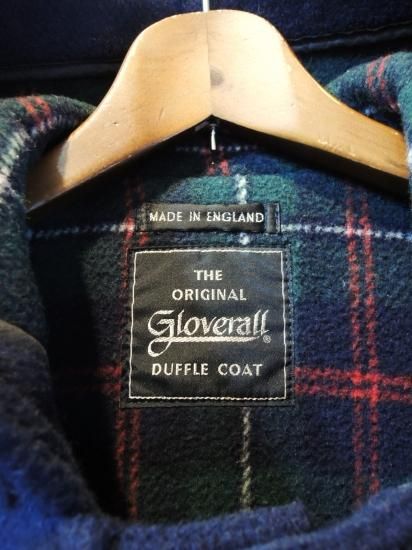 MADE IN ENGLAND
THE
ORIGINAL
Gloverall®
DUFFLE COAT